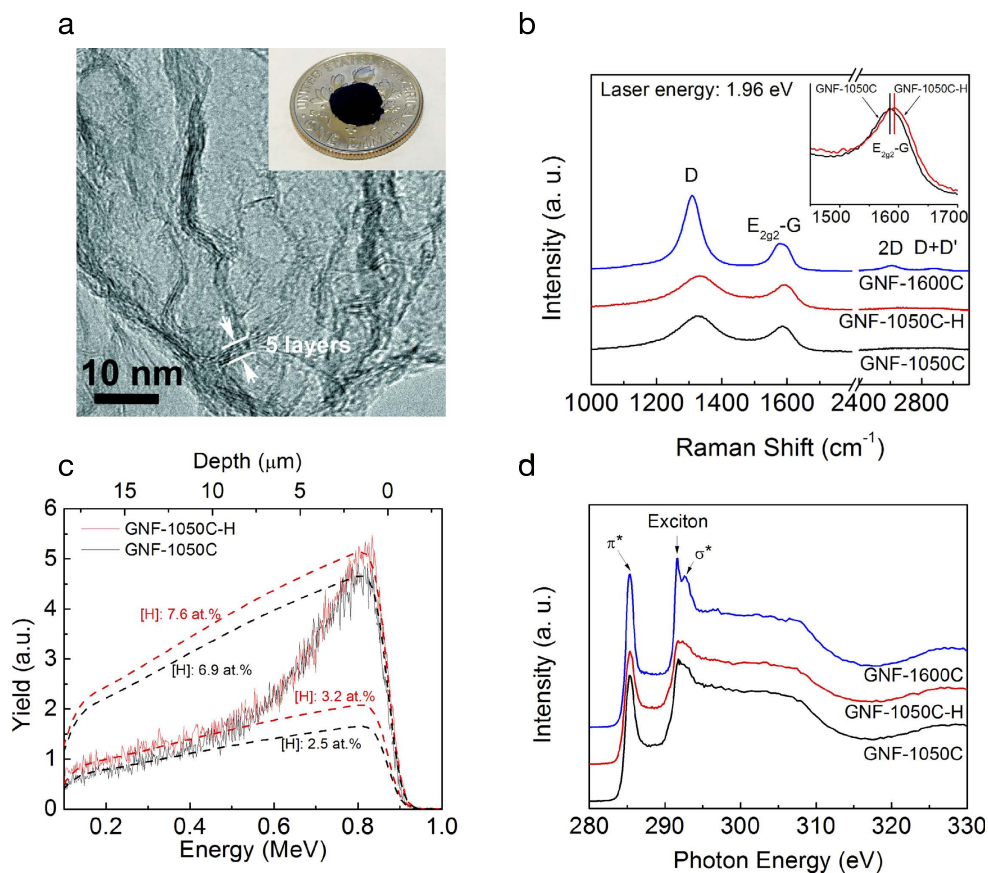 a
5 layers
10 nm
b
Laser energy: 1.96 eV
GNF-1050C
GNF-1050C-H
E2g2-G
1500 1600 1700
D
E2g2-G
2D D+D'
GNF-1600C
GNF-1050C-H
GNF-1050C
Intensity (a. u.)
1000 1200 1400 1600 2400 2800
Raman Shift (cm-1)
c
Depth (μm)
15 10 5 0
GNF-1050C-H
GNF-1050C
[H]: 7.6 at.%
[H]: 6.9 at.%
[H]: 3.2 at.%
[H]: 2.5 at.%
Yield (a.u.)
6
5
4
3
2
1
0
0.2 0.4 0.6 0.8 1.0
Energy (MeV)
d
Exciton
π*
σ*
GNF-1600C
GNF-1050C-H
GNF-1050C
Intensity (a. u.)
280 290 300 310 320 330
Photon Energy (eV)